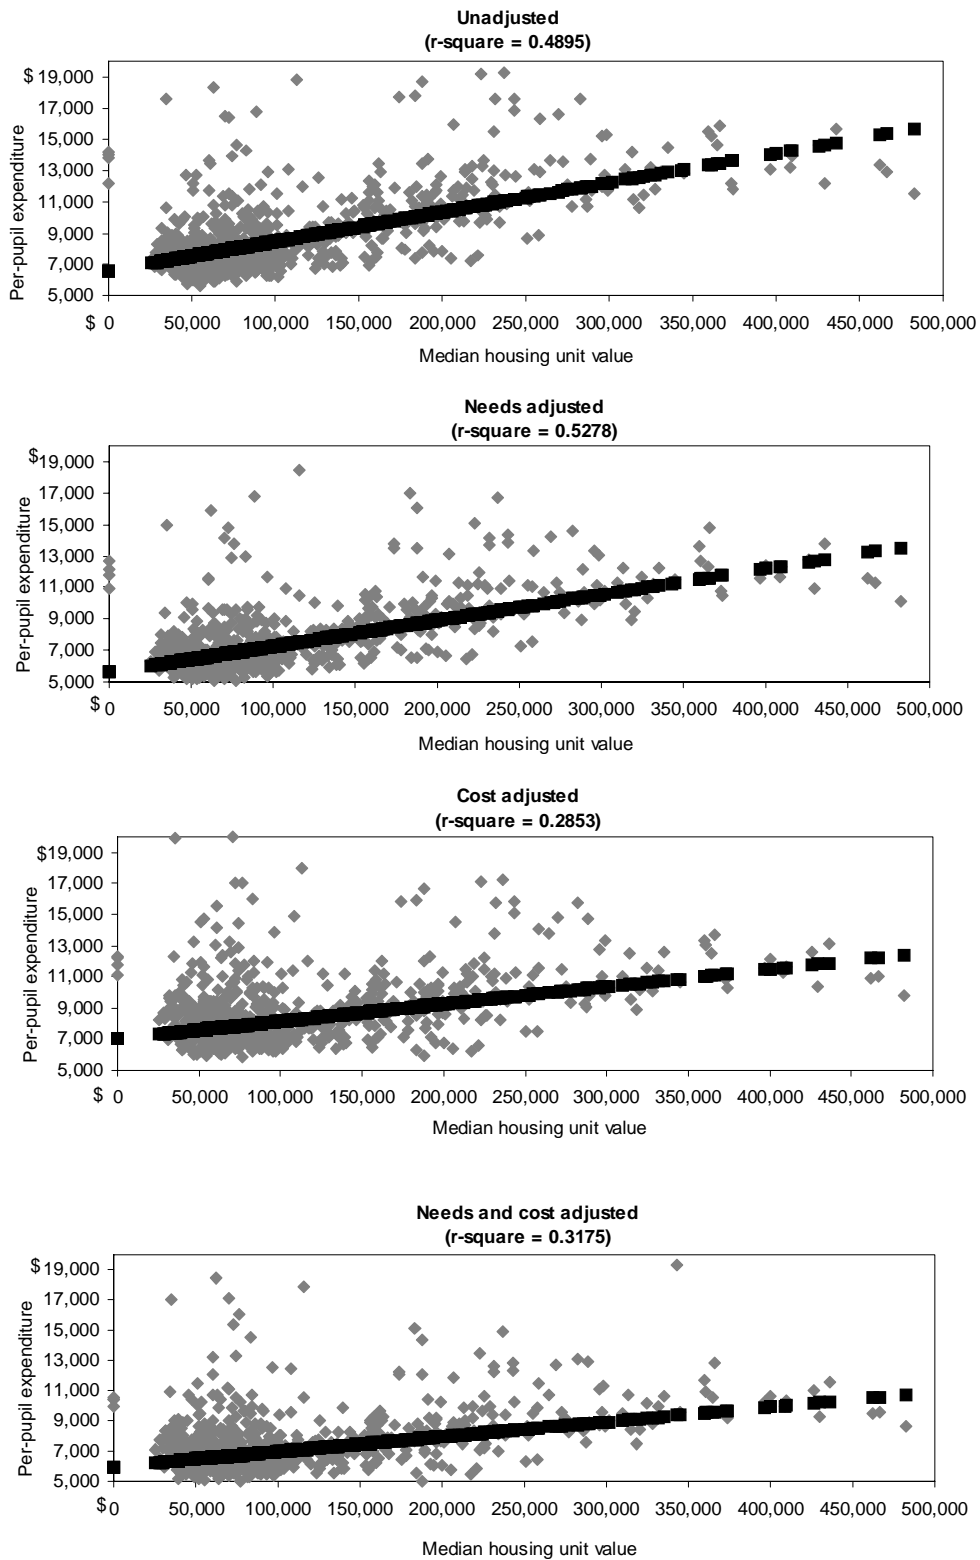 Unadjusted
(r-square = 0.4895)
$ 19,000
17,000
15,000
13,000
11,000
9,000
7,000
5,000
Per-pupil expenditure
$ 0 50,000 100,000 150,000 200,000 250,000 300,000 350,000 400,000 450,000 500,000
Median housing unit value
Needs adjusted
(r-square = 0.5278)
$19,000
17,000
15,000
13,000
11,000
9,000
7,000
5,000
Per-pupil expenditure
$ 0 50,000 100,000 150,000 200,000 250,000 300,000 350,000 400,000 450,000 500,000
Median housing unit value
Cost adjusted
(r-square = 0.2853)
$19,000
17,000
15,000
13,000
11,000
9,000
7,000
5,000
Per-pupil expenditure
$ 0 50,000 100,000 150,000 200,000 250,000 300,000 350,000 400,000 450,000 500,000
Median housing unit value
Needs and cost adjusted
(r-square = 0.3175)
$ 19,000
17,000
15,000
13,000
11,000
9,000
7,000
5,000
Per-pupil expenditure
$ 0 50,000 100,000 150,000 200,000 250,000 300,000 350,000 400,000 450,000 500,000
Median housing unit value